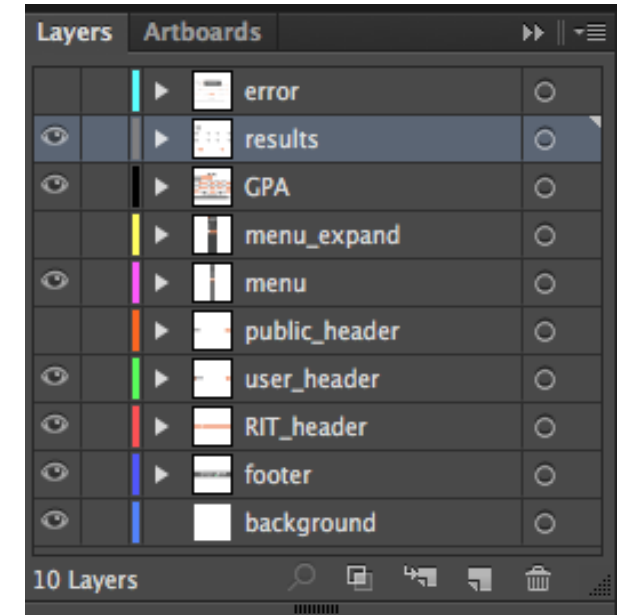 Layers Artboards
error
results
GPA
menu_expand
menu
public_header
user_header
RIT_header
footer
background
10 Layers